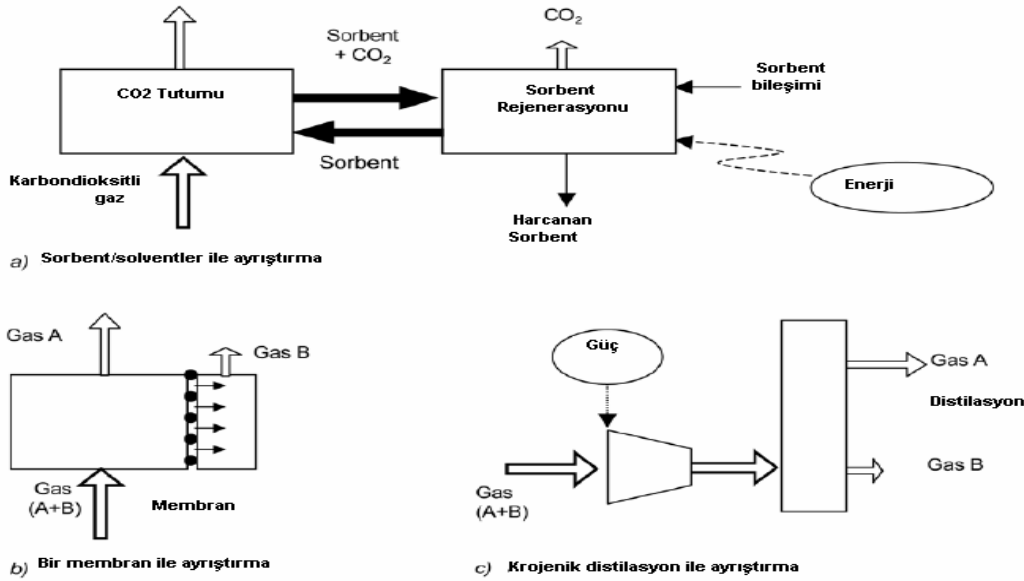 CO₂
Sorbent
+ CO₂
CO2 Tutumu
Sorbent
Rejenerasyonu
Sorbent
bileşimi
Sorbent
Karbondioksitli
gaz
Enerji
Harcanan
Sorbent
a) Sorbent/solventler ile ayrıştırma
Gas A
Gas B
Gas
(A+B)
Membran
b) Bir membran ile ayrıştırma
Güç
Gas A
Distilasyon
Gas B
Gas
(A+B)
c) Krojenik distilasyon ile ayrıştırma